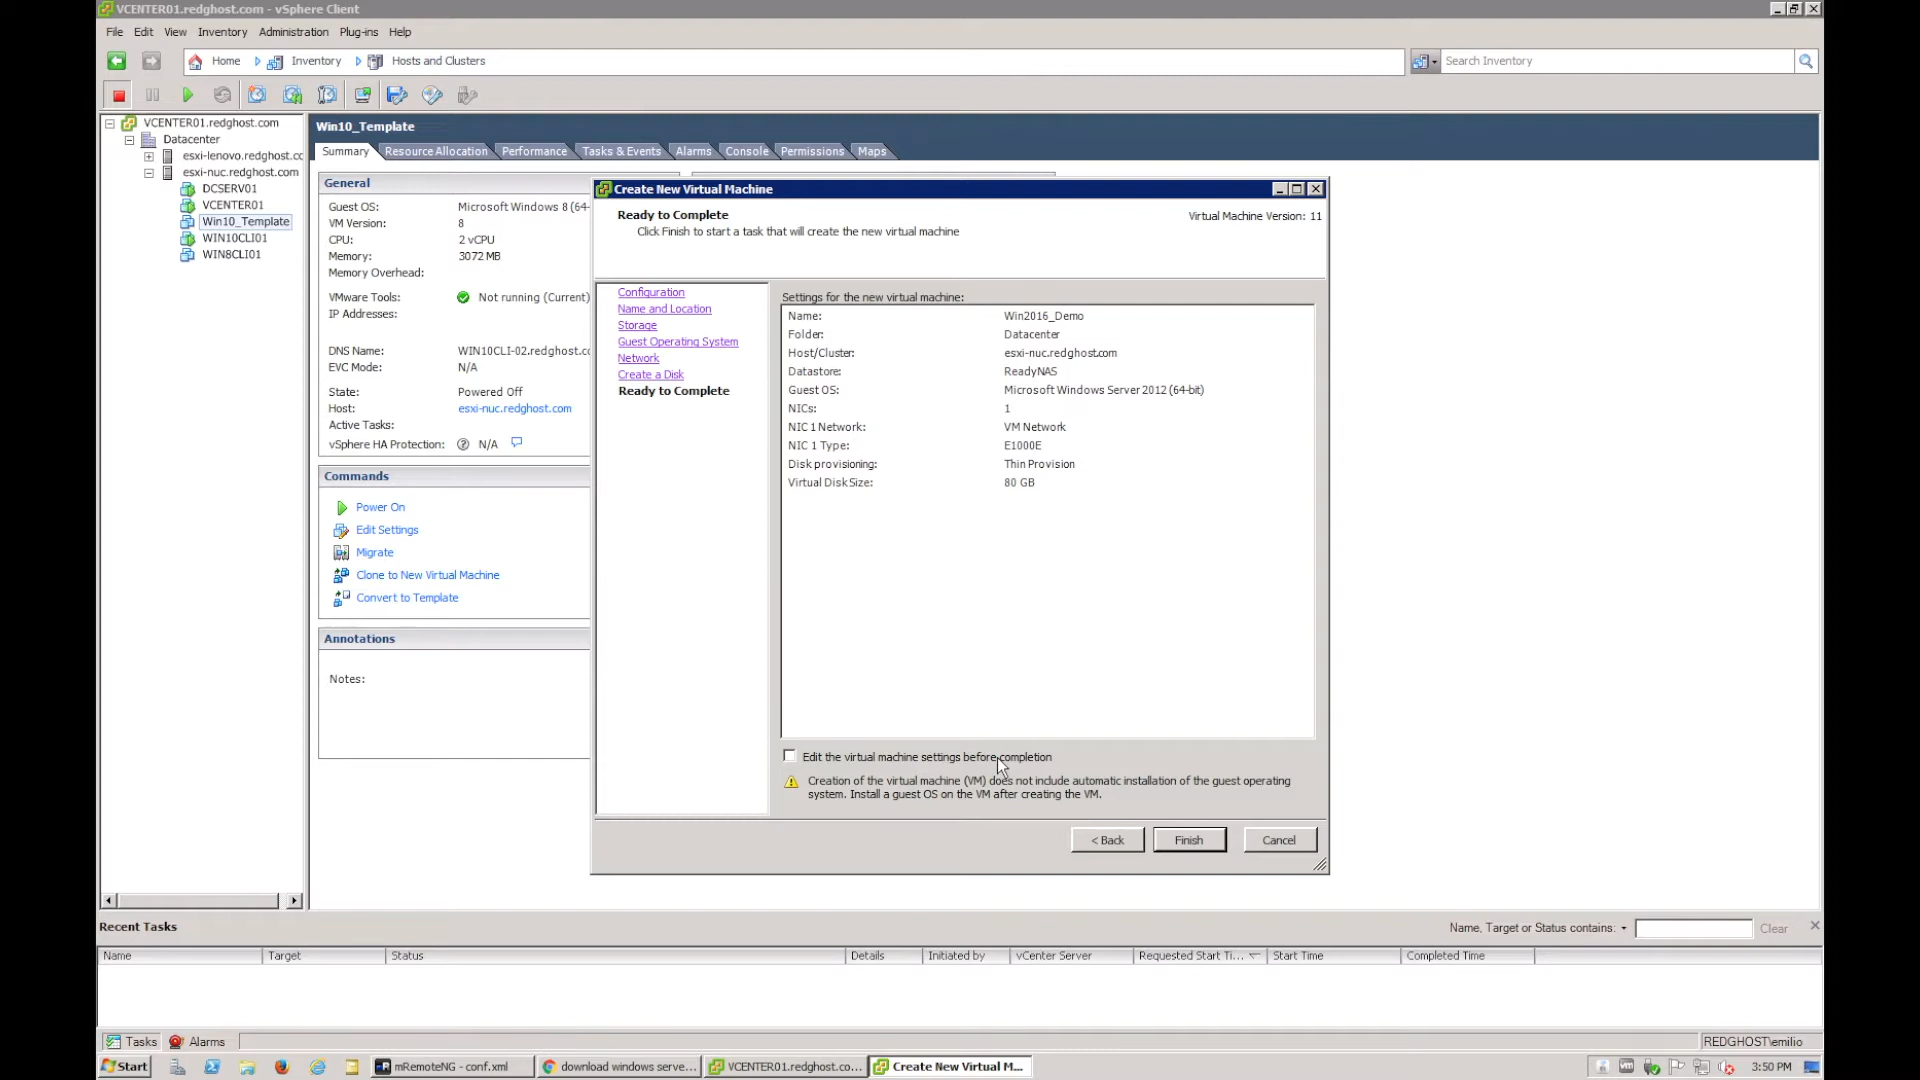 VCENTER01.redghost.com - vSphere Client
File Edit View Inventory Administration Plug-ins Help
Home Inventory Hosts and Clusters
Search Inventory
VCENTER01.redghost.com
Datacenter
esxi-lenovo.redghost.cc
esxi-nuc.redghost.com
DCSERV01
VCENTER01
Win10_Template
WIN10CLI01
WIN8CLI01
Win10_Template
Summary Resource Allocation Performance Tasks & Events Alarms Console Permissions Maps
General
Guest OS: Microsoft Windows 8 (64-
VM Version: 8
CPU: 2 vCPU
Memory: 3072 MB
Memory Overhead:
VMware Tools: Not running (Current)
IP Addresses:
DNS Name: WIN10CLI-02.redghost.cc
EVC Mode: N/A
State: Powered Off
Host: esxi-nuc.redghost.com
Active Tasks:
vSphere HA Protection: N/A
Commands
Power On
Edit Settings
Migrate
Clone to New Virtual Machine
Convert to Template
Annotations
Notes:
Create New Virtual Machine
Ready to Complete
Virtual Machine Version: 11
Click Finish to start a task that will create the new virtual machine
Configuration
Name and Location
Storage
Guest Operating System
Network
Create a Disk
Ready to Complete
Settings for the new virtual machine:
Name: Win2016_Demo
Folder: Datacenter
Host/Cluster: esxi-nuc.redghost.com
Datastore: ReadyNAS
Guest OS: Microsoft Windows Server 2012 (64-bit)
NICs: 1
NIC 1 Network: VM Network
NIC 1 Type: E1000E
Disk provisioning: Thin Provision
Virtual Disk Size: 80 GB
Edit the virtual machine settings before completion
Creation of the virtual machine (VM) does not include automatic installation of the guest operating
system. Install a guest OS on the VM after creating the VM.
< Back Finish Cancel
Recent Tasks
Name, Target or Status contains: Clear
Name Target Status Details Initiated by vCenter Server Requested Start Ti... Start Time Completed Time
Tasks Alarms
REDGHOST\emilio
Start mRemoteNG - conf.xml download windows serve... VCENTER01.redghost.co... Create New Virtual M... 3:50 PM